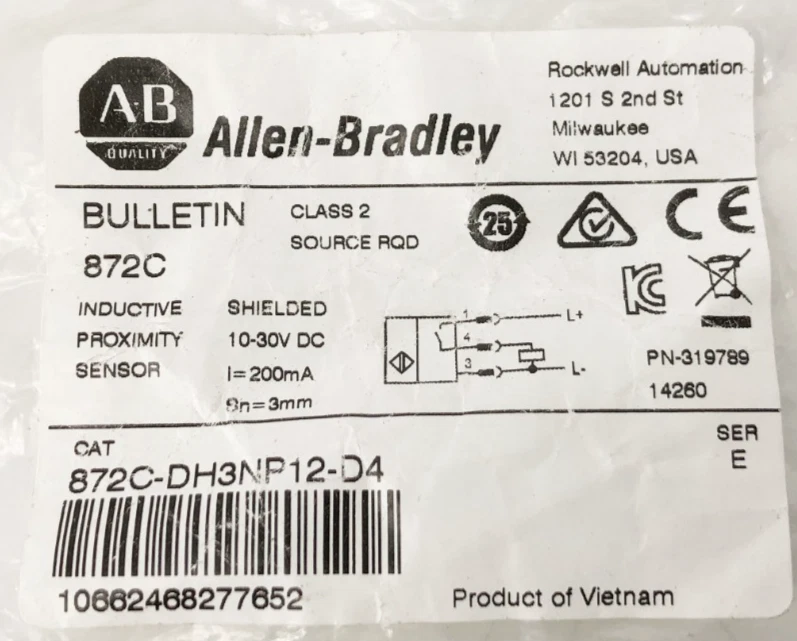 A·B
QUALITY
Allen-Bradley
Rockwell Automation
1201 S 2nd St
Milwaukee
WI 53204, USA
BULLETIN
872C
CLASS 2
SOURCE RQD
25
CE
KC
INDUCTIVE
PROXIMITY
SENSOR
SHIELDED
10-30V DC
I=200mA
Sn=3mm
1
L+
4
3
L-
PN-319789
14260
CAT
872C-DH3NP12-D4
SER
E
10662468277652
Product of Vietnam